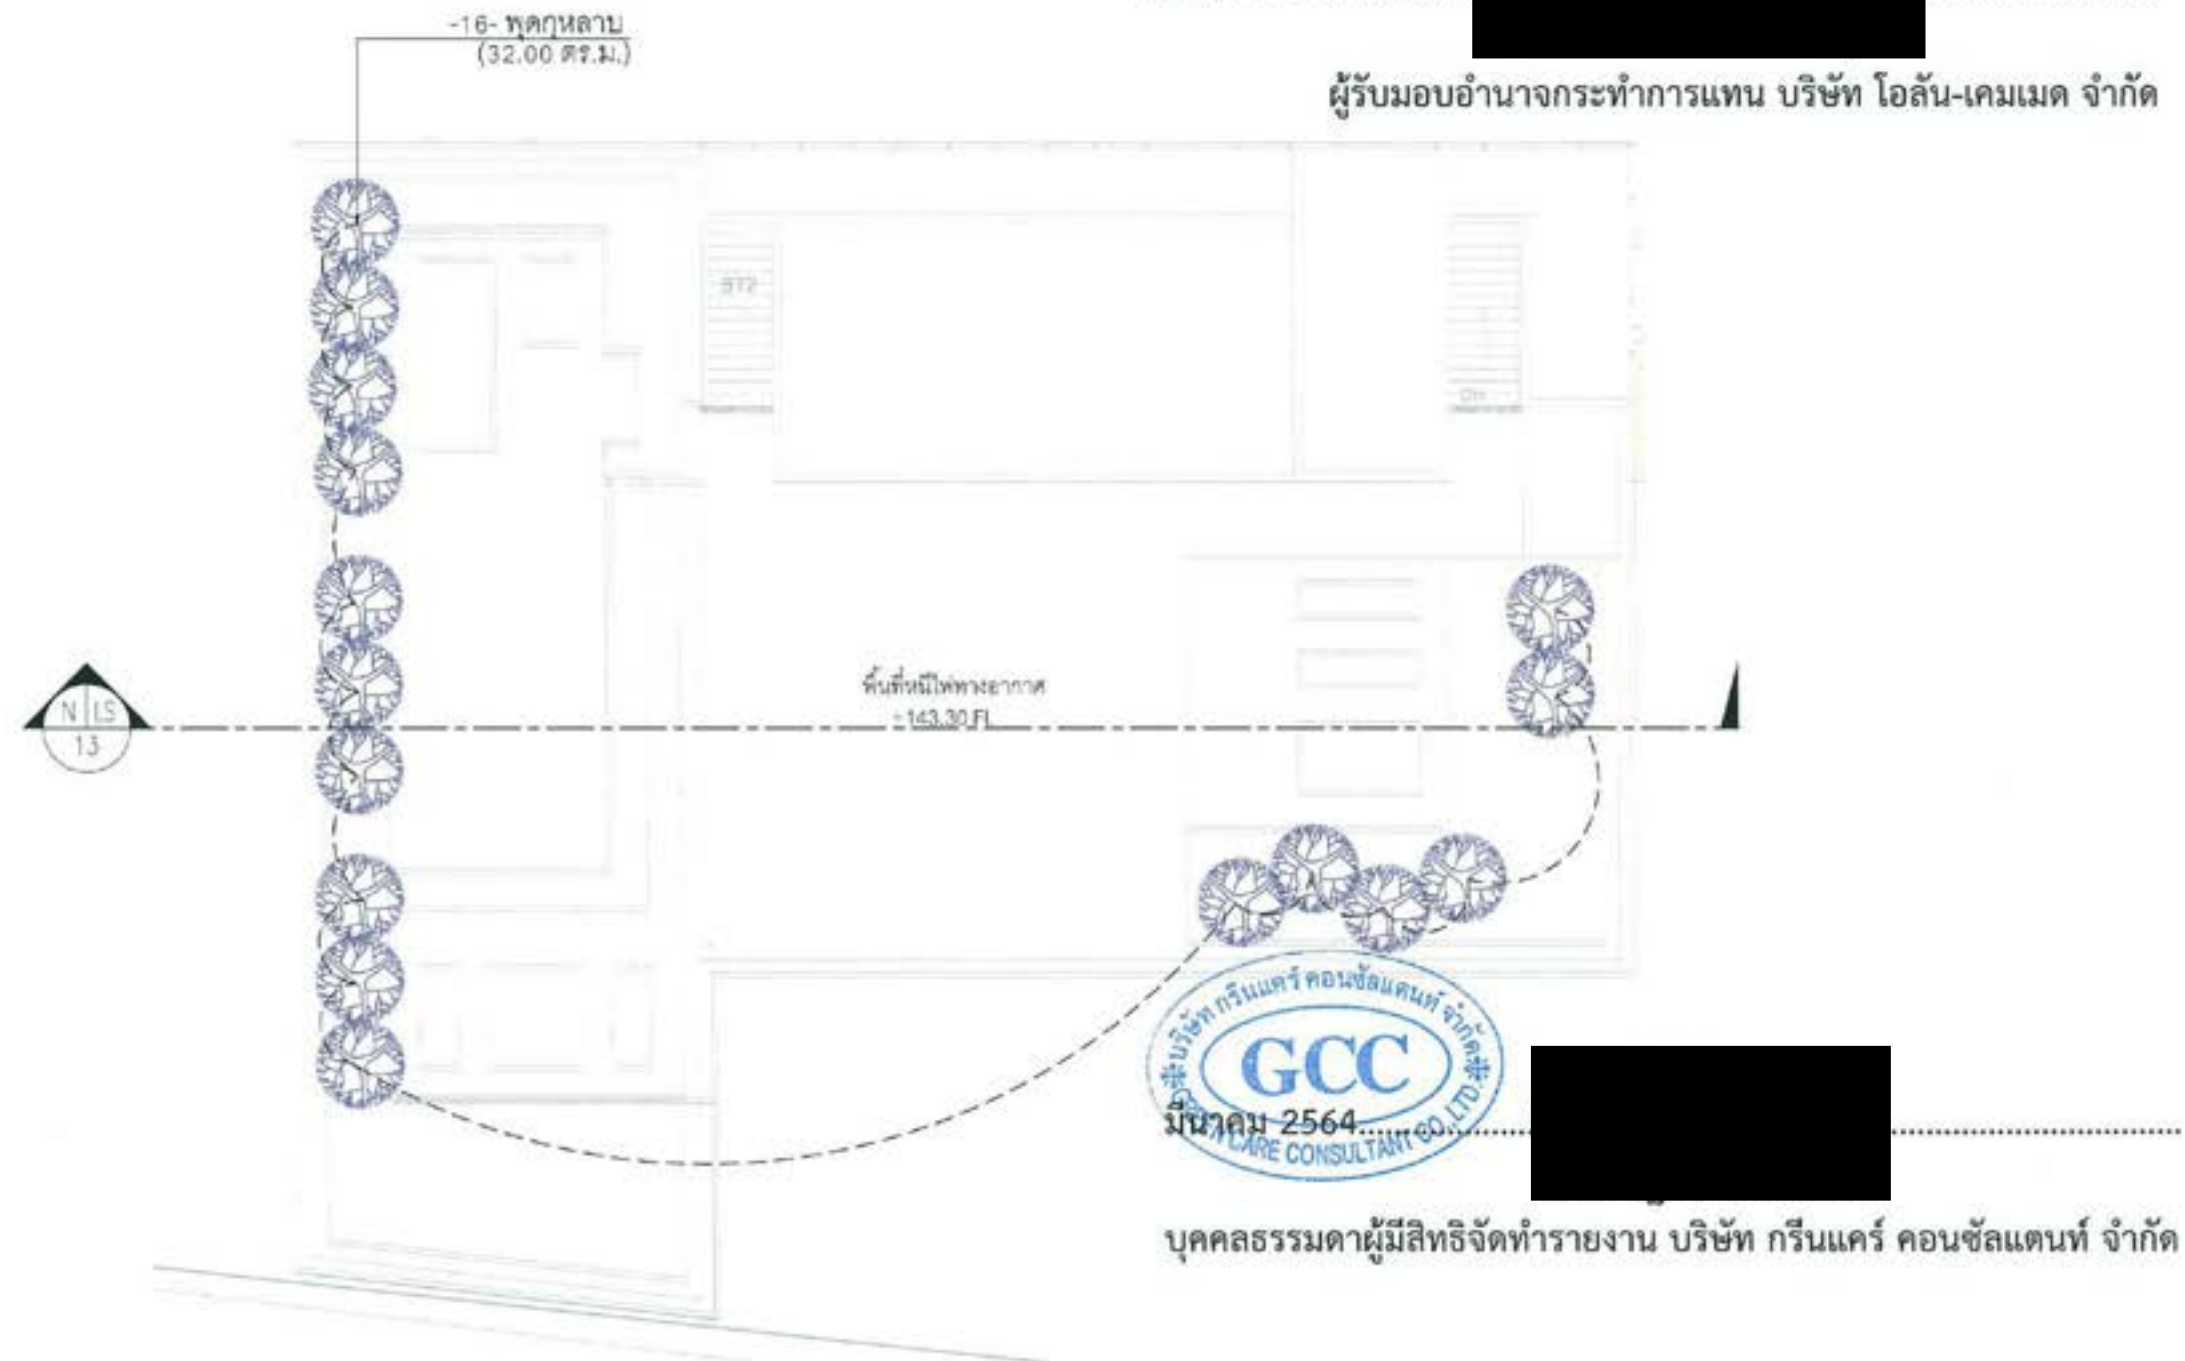 -16- พุดกุหลาบ
(32.00 ตร.ม.)
ผู้รับมอบอำนาจกระทำการแทน บริษัท โอลัน-เคมเมด จำกัด
ST2
DN
พื้นที่หนีไฟทางอากาศ
+143.30 FL.
N LS
13
บริษัท กรีนแคร์ คอนซัลแตนท์ จำกัด
GCC
GREEN CARE CONSULTANT CO.,LTD.
มีนาคม 2564
บุคคลธรรมดาผู้มีสิทธิจัดทำรายงาน บริษัท กรีนแคร์ คอนซัลแตนท์ จำกัด